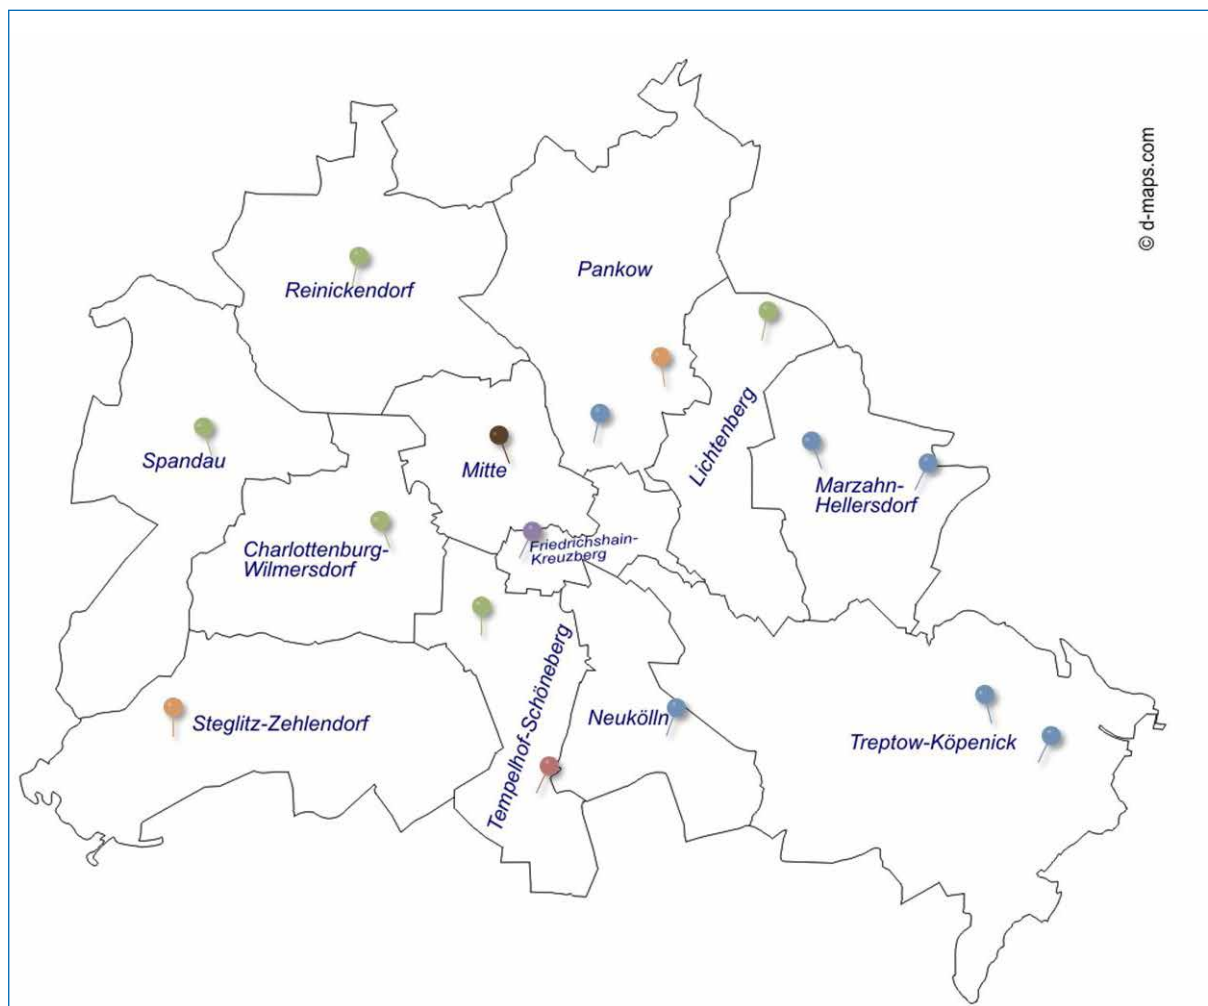 © d-maps.com
Pankow
Reinickendorf
Lichtenberg
Spandau
Mitte
Marzahn-
Hellersdorf
Friedrichshain-
Kreuzberg
Charlottenburg-
Wilmersdorf
Tempelhof-Schöneberg
Steglitz-Zehlendorf
Neukölln
Treptow-Köpenick